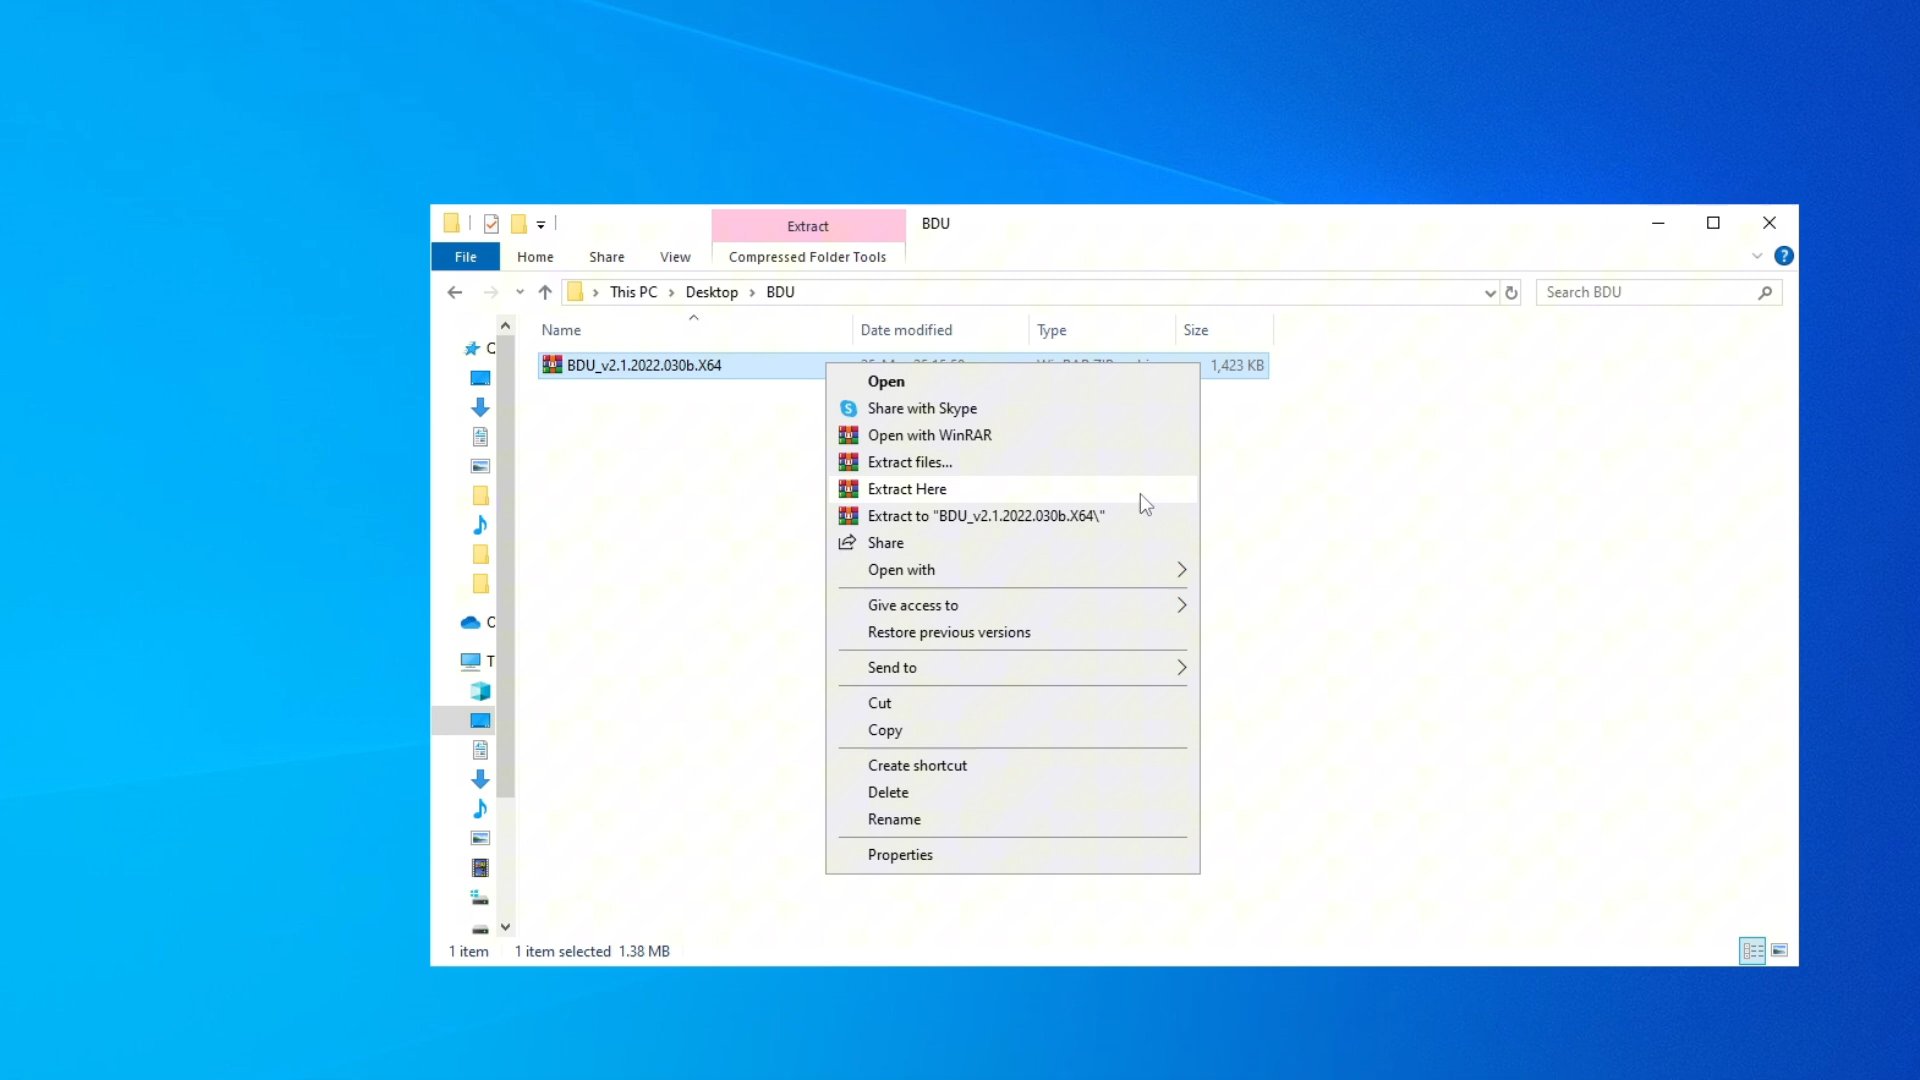 Extract
BDU
File
Home
Share
View
Compressed Folder Tools
This PC
Desktop
BDU
Search BDU
Name
Date modified
Type
Size
BDU_v2.1.2022.030b.X64
1,423 KB
Open
Share with Skype
Open with WinRAR
Extract files...
Extract Here
Extract to "BDU_v2.1.2022.030b.X64\"
Share
Open with
Give access to
Restore previous versions
Send to
Cut
Copy
Create shortcut
Delete
Rename
Properties
1 item
1 item selected 1.38 MB